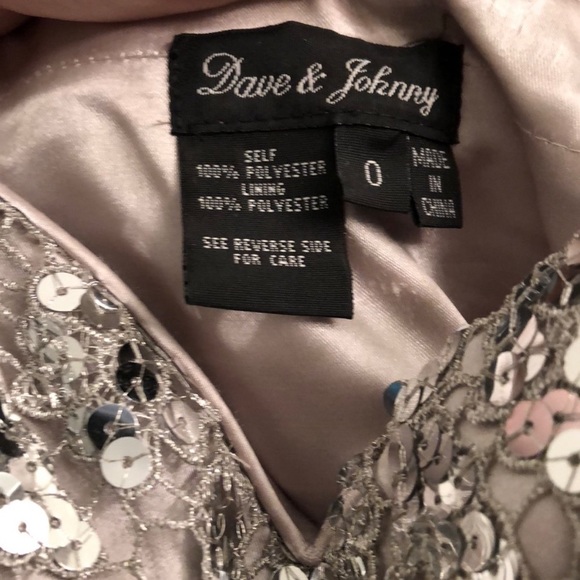 Dave & Johnny
SELF
100% POLYESTER
LINING
100% POLYESTER
SEE REVERSE SIDE
FOR CARE
0
MADE
IN
CHINA